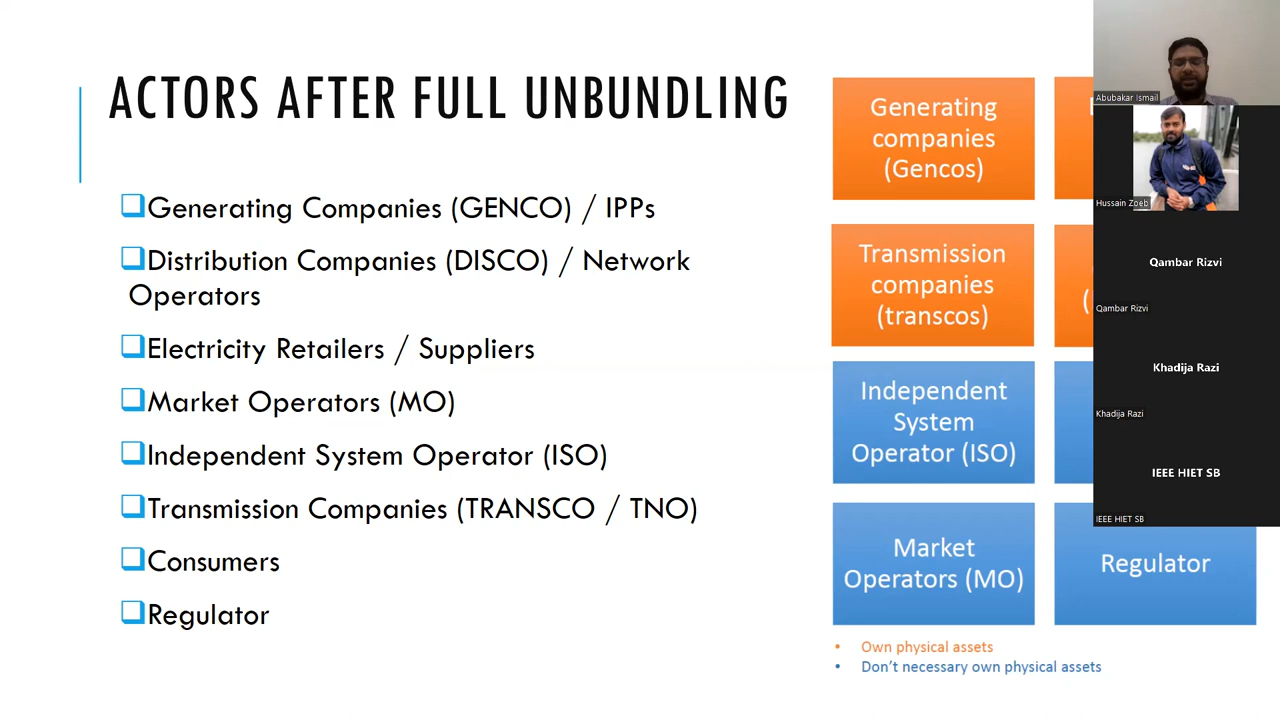 ACTORS AFTER FULL UNBUNDLING
❑Generating Companies (GENCO) / IPPs
❑Distribution Companies (DISCO) / Network
Operators
❑Electricity Retailers / Suppliers
❑Market Operators (MO)
❑Independent System Operator (ISO)
❑Transmission Companies (TRANSCO / TNO)
❑Consumers
❑Regulator
Generating
companies
(Gencos)
Transmission
companies
(transcos)
(
Independent
System
Operator (ISO)
Market
Operators (MO)
Regulator
• Own physical assets
• Don't necessary own physical assets
Abubakar Ismail
Hussain Zoeb
Qambar Rizvi
Qambar Rizvi
Khadija Razi
Khadija Razi
IEEE HIET SB
IEEE HIET SB